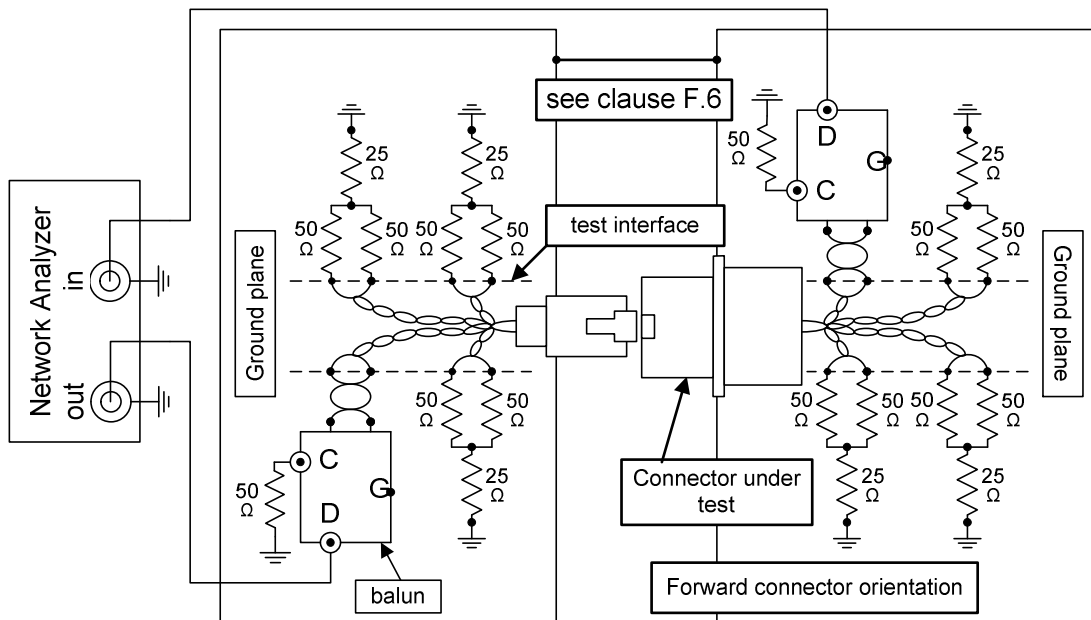 see clause F.6
25
Ω
25
Ω
50
Ω
50
Ω
50
Ω
50
Ω
test interface
Network Analyzer
in
out
Ground plane
50
Ω
50
Ω
C
G
D
50
Ω
balun
25
Ω
50
Ω
D
G
C
25
Ω
50
Ω
50
Ω
Ground plane
50
Ω
50
Ω
50
Ω
50
Ω
25
Ω
25
Ω
Connector under
test
Forward connector orientation